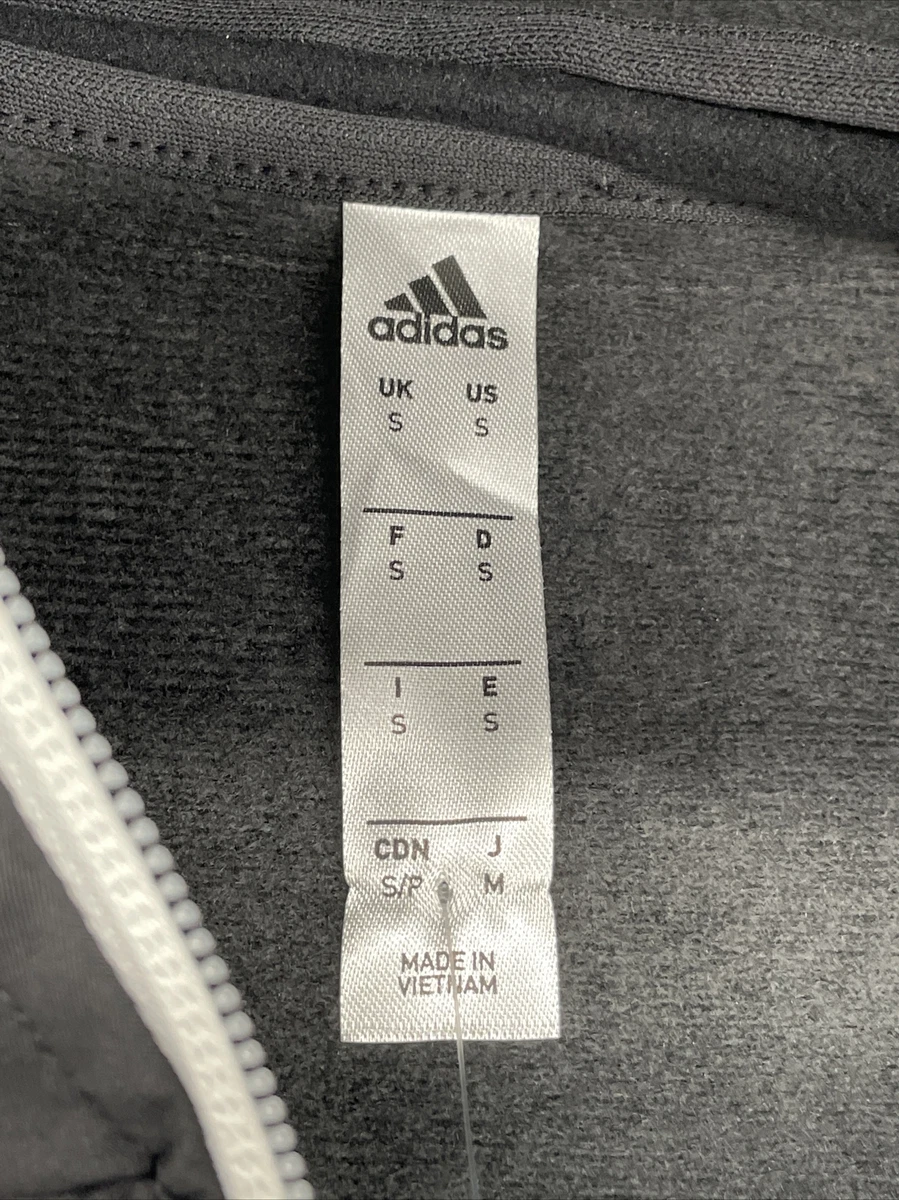 adidas
UK US
S S
F D
S S
I E
S S
CDN J
S/P M
MADE IN
VIETNAM